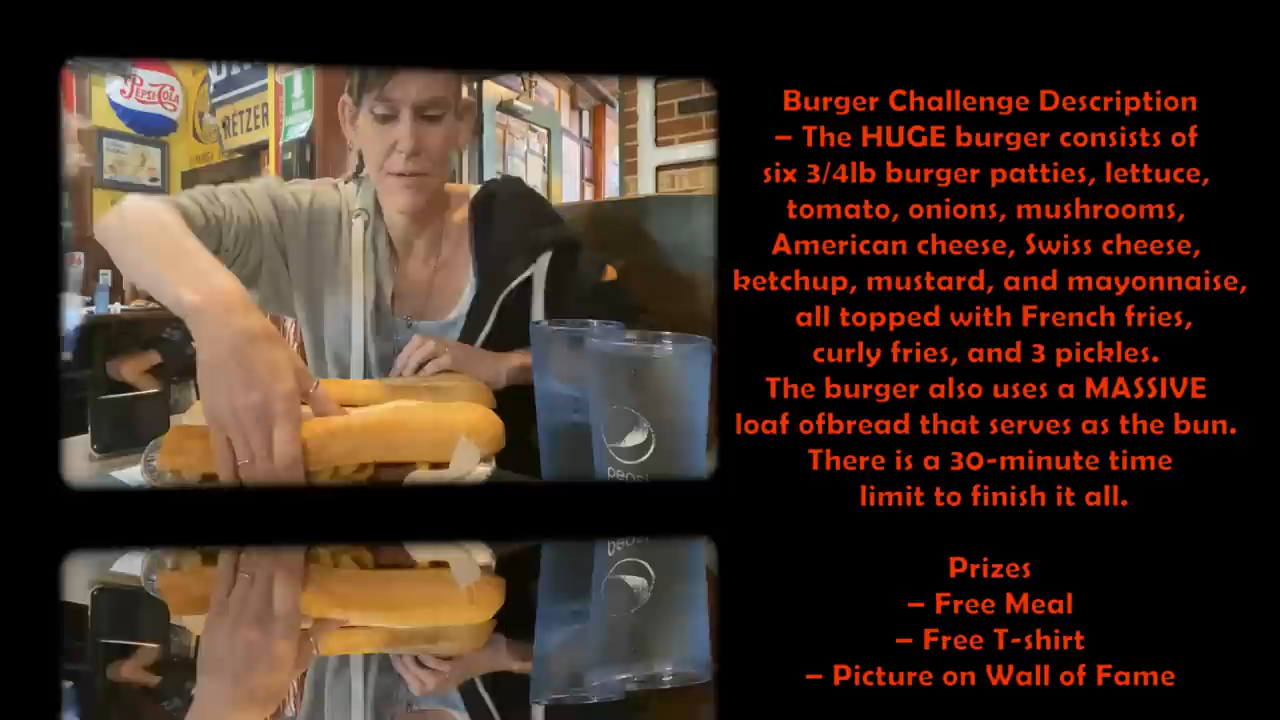 PEPSI-COLA
RETZER
Burger Challenge Description
– The HUGE burger consists of
six 3/4lb burger patties, lettuce,
tomato, onions, mushrooms,
American cheese, Swiss cheese,
ketchup, mustard, and mayonnaise,
all topped with French fries,
curly fries, and 3 pickles.
The burger also uses a MASSIVE
loaf ofbread that serves as the bun.
There is a 30-minute time
limit to finish it all.
Prizes
– Free Meal
– Free T-shirt
– Picture on Wall of Fame
pepsi